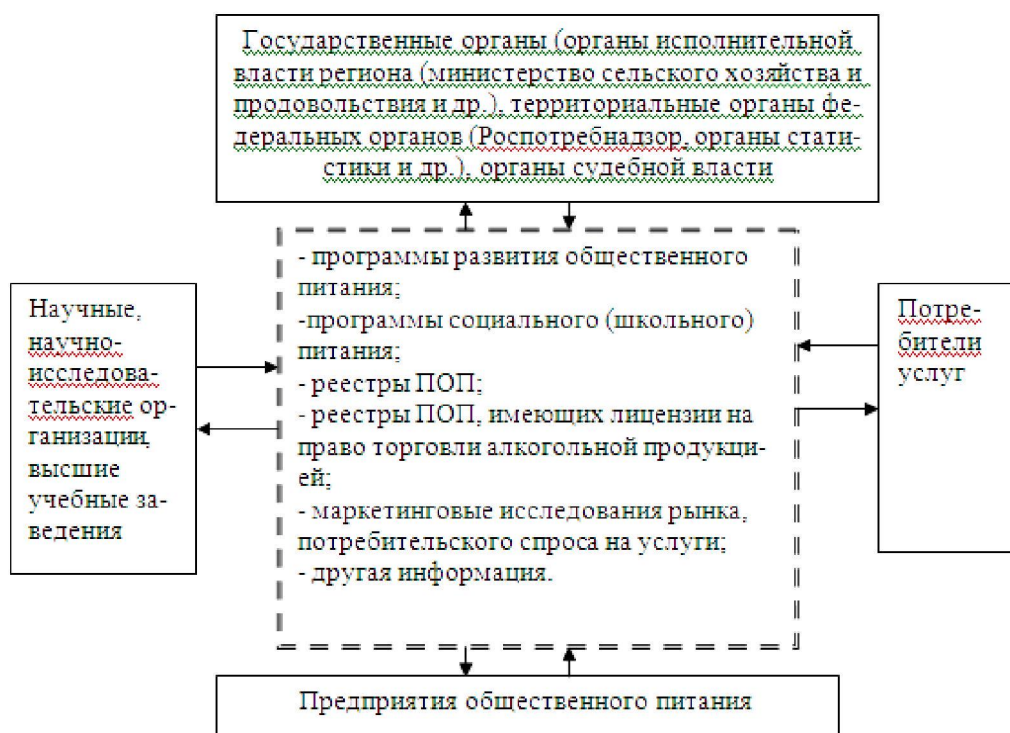 Государственные органы (органы исполнительной
власти региона (министерство сельского хозяйства и
продовольствия и др.), территориальные органы фе-
деральных органов (Роспотребнадзор, органы стати-
стики и др.), органы судебной власти
- программы развития общественного
питания;
-программы социального (школьного)
питания;
- реестры ПОП;
- реестры ПОП, имеющих лицензии на
право торговли алкогольной продукци-
ей;
- маркетинговые исследования рынка,
потребительского спроса на услуги;
- другая информация.
Научные,
научно-
исследова-
тельские ор-
ганизации,
высшие
учебные за-
ведения
Потре-
бители
услуг
Предприятия общественного питания